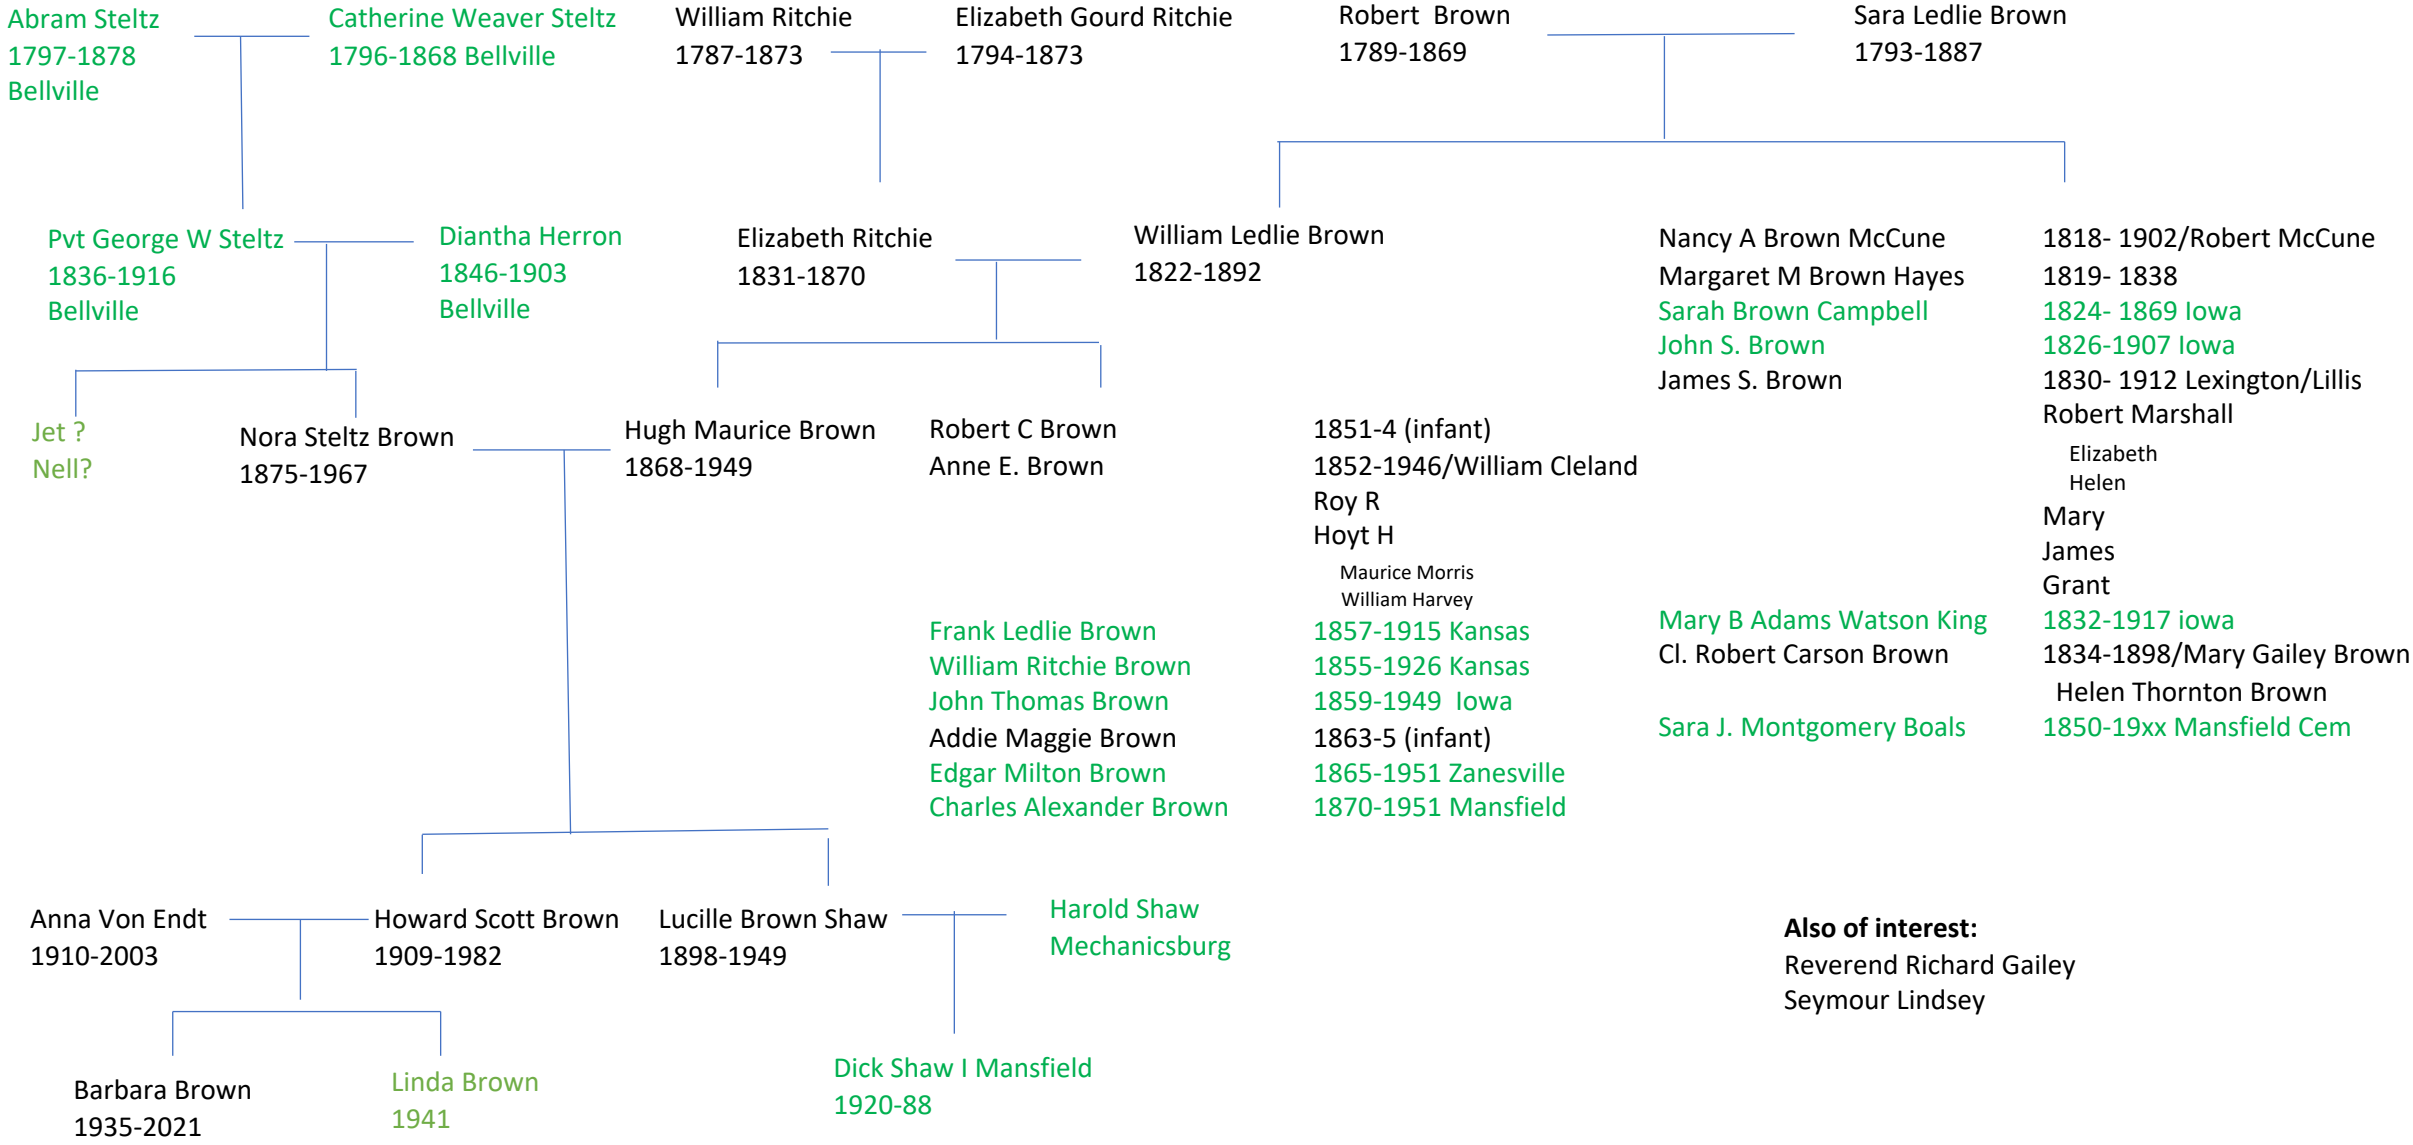 Abram Steltz
1797-1878
Bellville
Catherine Weaver Steltz
1796-1868 Bellville
William Ritchie
1787-1873
Elizabeth Gourd Ritchie
1794-1873
Robert Brown
1789-1869
Sara Ledlie Brown
1793-1887
Pvt George W Steltz
1836-1916
Bellville
Diantha Herron
1846-1903
Bellville
Elizabeth Ritchie
1831-1870
William Ledlie Brown
1822-1892
Nancy A Brown McCune 1818- 1902/Robert McCune
Margaret M Brown Hayes 1819- 1838
Sarah Brown Campbell 1824- 1869 Iowa
John S. Brown 1826-1907 Iowa
James S. Brown 1830- 1912 Lexington/Lillis
Robert Marshall
Elizabeth
Helen
Mary
James
Grant
Mary B Adams Watson King 1832-1917 iowa
Cl. Robert Carson Brown 1834-1898/Mary Gailey Brown
Helen Thornton Brown
Sara J. Montgomery Boals 1850-19xx Mansfield Cem
Jet ?
Nell?
Nora Steltz Brown
1875-1967
Hugh Maurice Brown
1868-1949
Robert C Brown 1851-4 (infant)
Anne E. Brown 1852-1946/William Cleland
Roy R
Hoyt H
Maurice Morris
William Harvey
Frank Ledlie Brown 1857-1915 Kansas
William Ritchie Brown 1855-1926 Kansas
John Thomas Brown 1859-1949 Iowa
Addie Maggie Brown 1863-5 (infant)
Edgar Milton Brown 1865-1951 Zanesville
Charles Alexander Brown 1870-1951 Mansfield
Anna Von Endt
1910-2003
Howard Scott Brown
1909-1982
Lucille Brown Shaw
1898-1949
Harold Shaw
Mechanicsburg
Also of interest:
Reverend Richard Gailey
Seymour Lindsey
Barbara Brown
1935-2021
Linda Brown
1941
Dick Shaw I Mansfield
1920-88